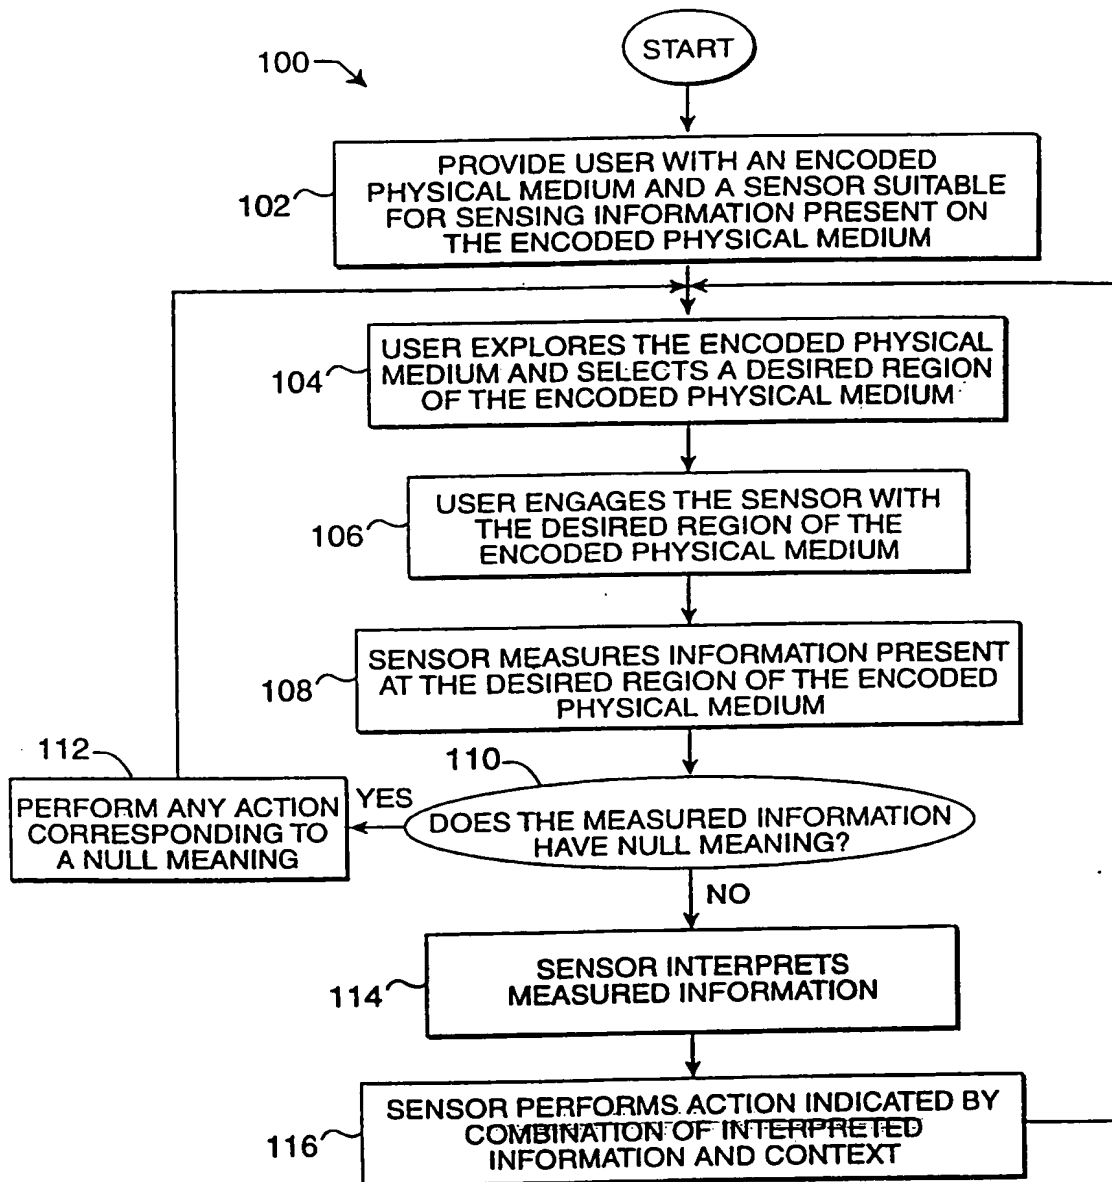 START
100
PROVIDE USER WITH AN ENCODED
PHYSICAL MEDIUM AND A SENSOR SUITABLE
FOR SENSING INFORMATION PRESENT ON
THE ENCODED PHYSICAL MEDIUM
102
USER EXPLORES THE ENCODED PHYSICAL
MEDIUM AND SELECTS A DESIRED REGION
OF THE ENCODED PHYSICAL MEDIUM
104
USER ENGAGES THE SENSOR WITH
THE DESIRED REGION OF THE
ENCODED PHYSICAL MEDIUM
106
SENSOR MEASURES INFORMATION PRESENT
AT THE DESIRED REGION OF THE ENCODED
PHYSICAL MEDIUM
108
112
110
PERFORM ANY ACTION
CORRESPONDING TO
A NULL MEANING
YES
DOES THE MEASURED INFORMATION
HAVE NULL MEANING?
NO
SENSOR INTERPRETS
MEASURED INFORMATION
114
SENSOR PERFORMS ACTION INDICATED BY
COMBINATION OF INTERPRETED
INFORMATION AND CONTEXT
116